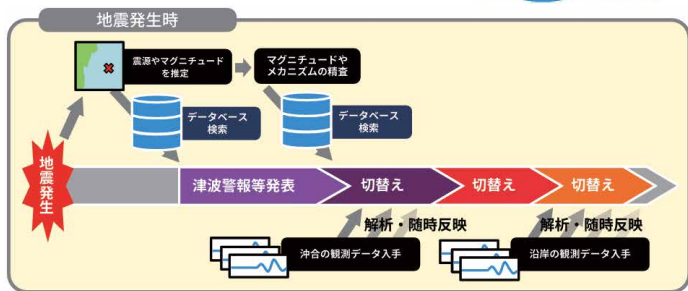 地震発生時
震源やマグニチュード
を推定
マグニチュードや
メカニズムの精査
データベース
検索
データベース
検索
地震発生
津波警報等発表
切替え
切替え
切替え
解析・随時反映
解析・随時反映
沖合の観測データ入手
沿岸の観測データ入手